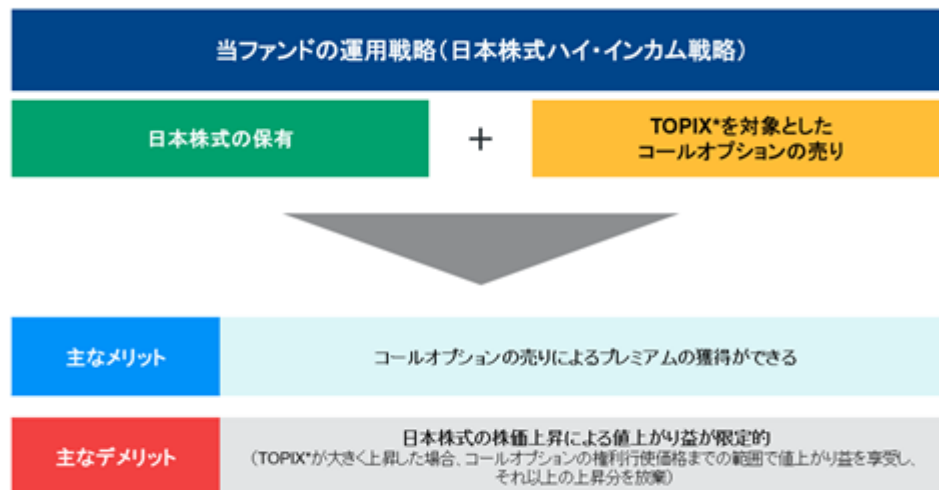 当ファンドの運用戦略(日本株式ハイ・インカム戦略)
日本株式の保有
+
TOPIX*を対象とした
コールオプションの売り
主なメリット
コールオプションの売りによるプレミアムの獲得ができる
主なデメリット
日本株式の株価上昇による値上がり益が限定的
(TOPIX*が大きく上昇した場合、コールオプションの権利行使価格までの範囲で値上がり益を享受し、
それ以上の上昇分を放棄)